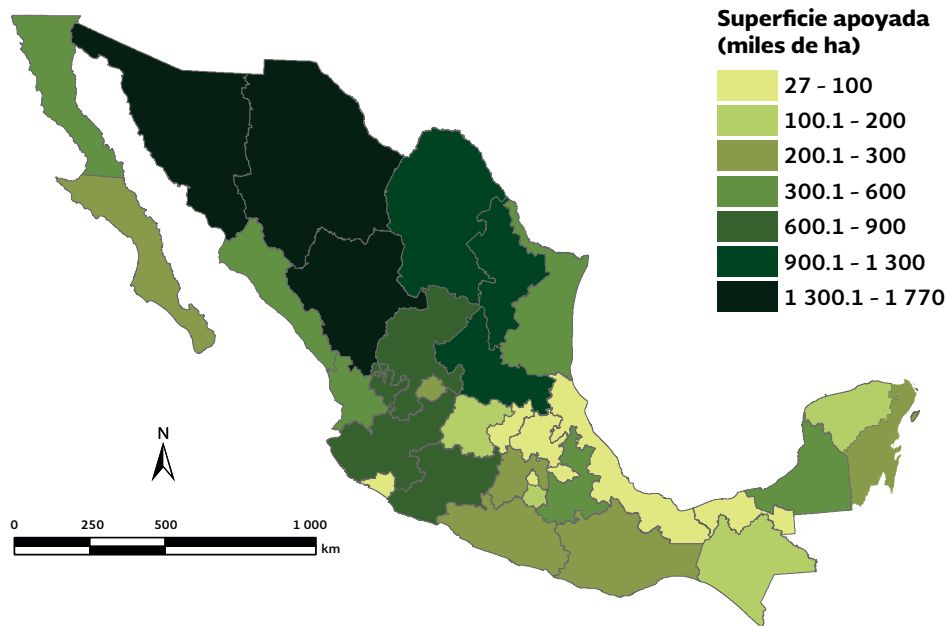 Superficie apoyada
(miles de ha)
27 - 100
100.1 - 200
200.1 - 300
300.1 - 600
600.1 - 900
900.1 - 1 300
1 300.1 - 1 770
N
0 250 500 1 000
km